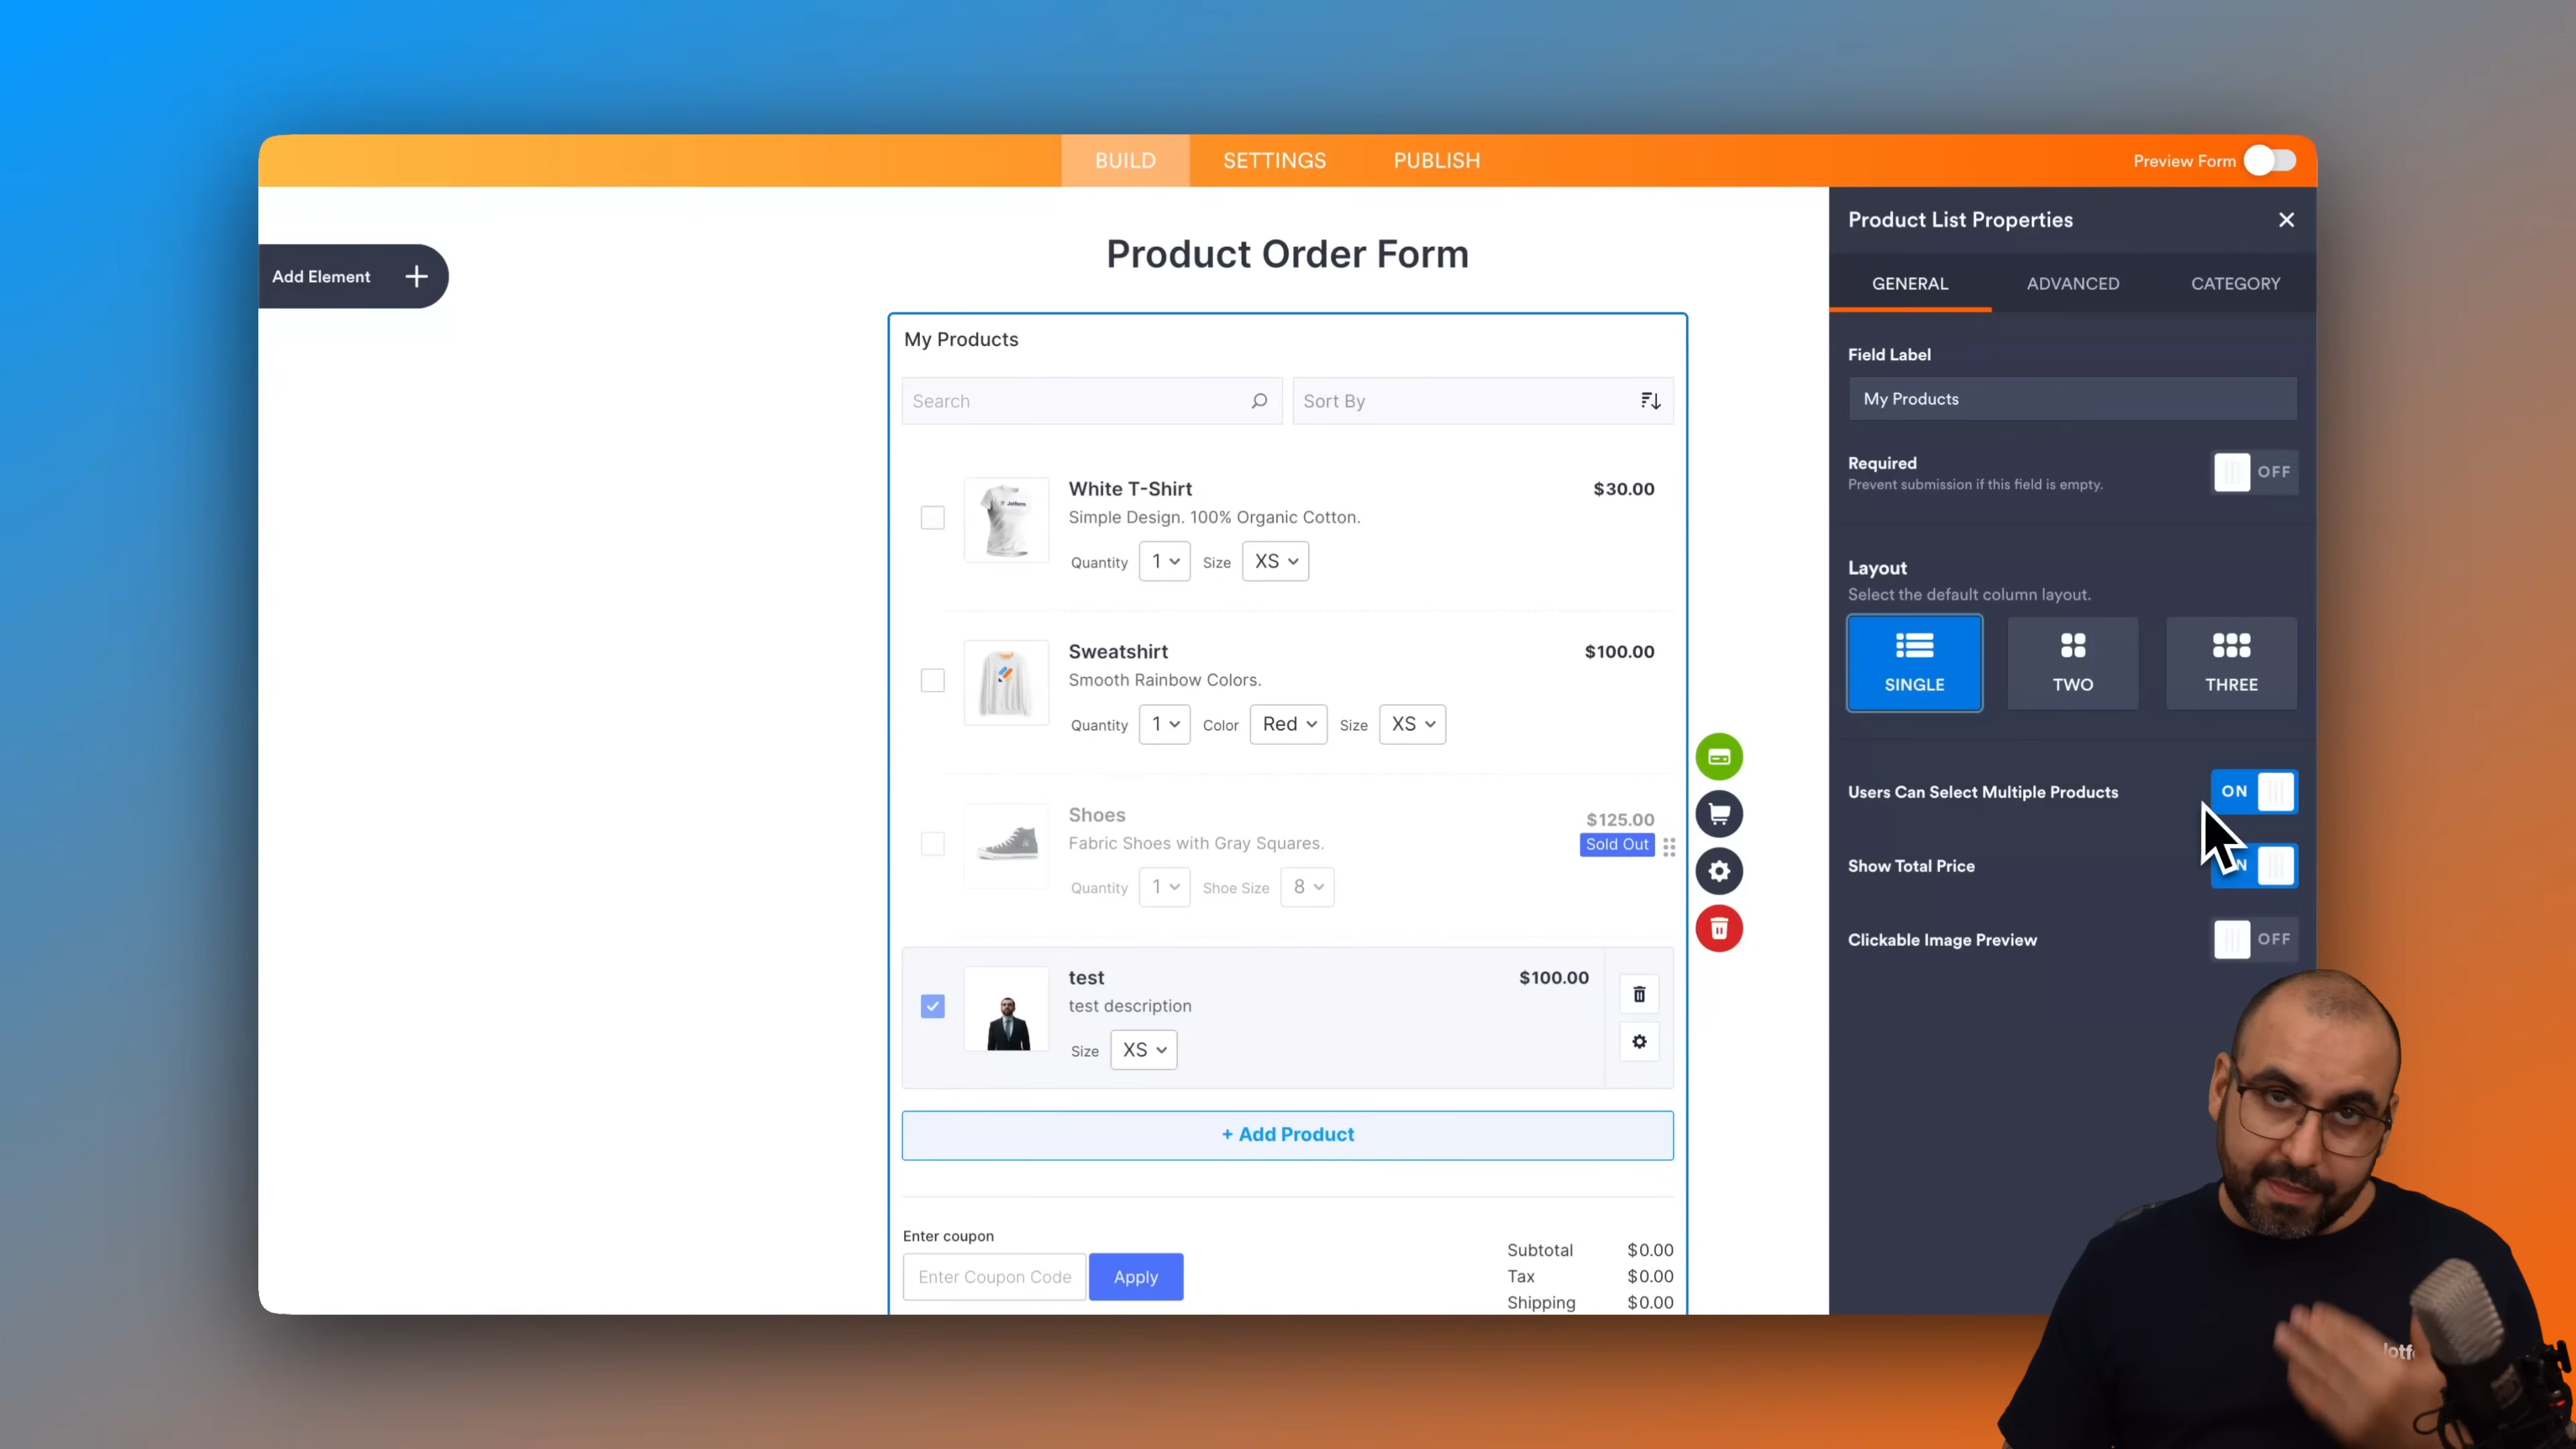 BUILD
SETTINGS
PUBLISH
Preview Form
Add Element
Product Order Form
My Products
Search
Sort By
White T-Shirt
$30.00
Simple Design. 100% Organic Cotton.
Quantity 1 Size XS
Sweatshirt
$100.00
Smooth Rainbow Colors.
Quantity 1 Color Red Size XS
Shoes
$125.00
Fabric Shoes with Gray Squares.
Sold Out
Quantity 1 Shoe Size 8
test
$100.00
test description
Size XS
+ Add Product
Enter coupon
Enter Coupon Code
Apply
Subtotal $0.00
Tax $0.00
Shipping $0.00
Product List Properties
GENERAL
ADVANCED
CATEGORY
Field Label
My Products
Required
OFF
Prevent submission if this field is empty.
Layout
Select the default column layout.
SINGLE
TWO
THREE
Users Can Select Multiple Products
ON
Show Total Price
Clickable Image Preview
OFF